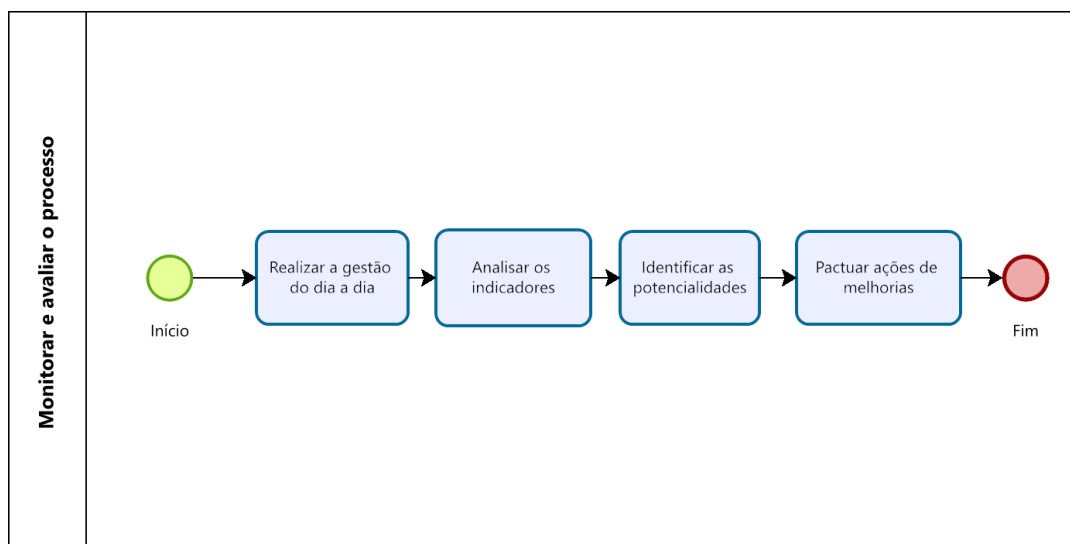 Monitorar e avaliar o processo
Início
Realizar a gestão
do dia a dia
Analisar os
indicadores
Identificar as
potencialidades
Pactuar ações de
melhorias
Fim